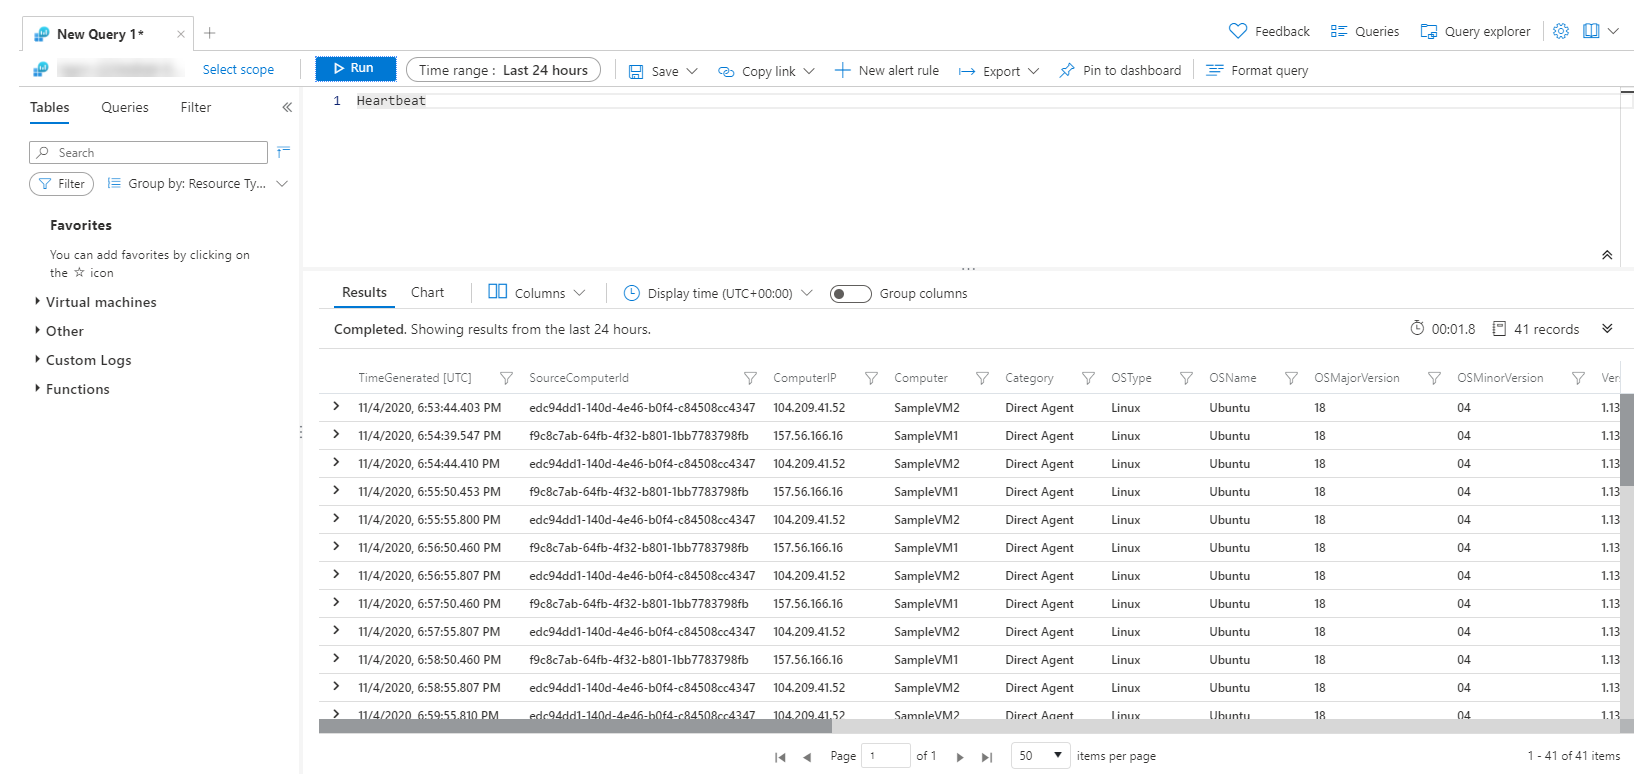 New Query 1*
Feedback Queries Query explorer
Select scope Run Time range : Last 24 hours Save Copy link New alert rule Export Pin to dashboard Format query
Tables Queries Filter
1 Heartbeat
Search
Filter Group by: Resource Ty...
Favorites
You can add favorites by clicking on
the ☆ icon
Virtual machines
Other
Custom Logs
Functions
Results Chart Columns Display time (UTC+00:00) Group columns
Completed. Showing results from the last 24 hours. 00:01.8 41 records
TimeGenerated [UTC] SourceComputerId ComputerIP Computer Category OSType OSName OSMajorVersion OSMinorVersion Ver
11/4/2020, 6:53:44.403 PM edc94dd1-140d-4e46-b0f4-c84508cc4347 104.209.41.52 SampleVM2 Direct Agent Linux Ubuntu 18 04 1.13
11/4/2020, 6:54:39.547 PM f9c8c7ab-64fb-4f32-b801-1bb7783798fb 157.56.166.16 SampleVM1 Direct Agent Linux Ubuntu 18 04 1.13
11/4/2020, 6:54:44.410 PM edc94dd1-140d-4e46-b0f4-c84508cc4347 104.209.41.52 SampleVM2 Direct Agent Linux Ubuntu 18 04 1.13
11/4/2020, 6:55:50.453 PM f9c8c7ab-64fb-4f32-b801-1bb7783798fb 157.56.166.16 SampleVM1 Direct Agent Linux Ubuntu 18 04 1.13
11/4/2020, 6:55:55.800 PM edc94dd1-140d-4e46-b0f4-c84508cc4347 104.209.41.52 SampleVM2 Direct Agent Linux Ubuntu 18 04 1.13
11/4/2020, 6:56:50.460 PM f9c8c7ab-64fb-4f32-b801-1bb7783798fb 157.56.166.16 SampleVM1 Direct Agent Linux Ubuntu 18 04 1.13
11/4/2020, 6:56:55.807 PM edc94dd1-140d-4e46-b0f4-c84508cc4347 104.209.41.52 SampleVM2 Direct Agent Linux Ubuntu 18 04 1.13
11/4/2020, 6:57:50.460 PM f9c8c7ab-64fb-4f32-b801-1bb7783798fb 157.56.166.16 SampleVM1 Direct Agent Linux Ubuntu 18 04 1.13
11/4/2020, 6:57:55.807 PM edc94dd1-140d-4e46-b0f4-c84508cc4347 104.209.41.52 SampleVM2 Direct Agent Linux Ubuntu 18 04 1.13
11/4/2020, 6:58:50.460 PM f9c8c7ab-64fb-4f32-b801-1bb7783798fb 157.56.166.16 SampleVM1 Direct Agent Linux Ubuntu 18 04 1.13
11/4/2020, 6:58:55.807 PM edc94dd1-140d-4e46-b0f4-c84508cc4347 104.209.41.52 SampleVM2 Direct Agent Linux Ubuntu 18 04 1.13
11/4/2020, 6:59:55.810 PM edc94dd1-140d-4e46-b0f4-c84508cc4347 104.209.41.52 SampleVM2 Direct Agent Linux Ubuntu 18 04 1.13
Page 1 of 1 50 items per page 1 - 41 of 41 items